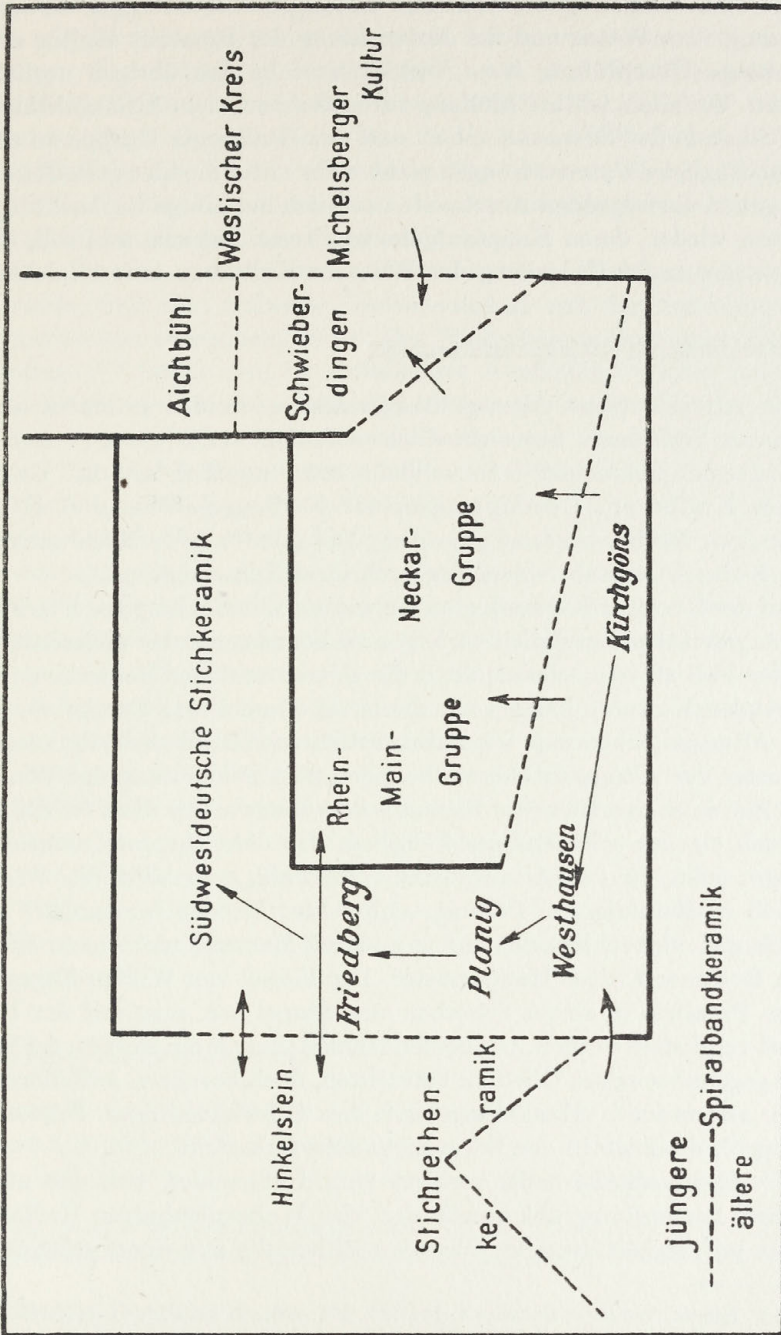 Südwestdeutsche Stichkeramik
Aichbühl
Westischer Kreis
Schwieber-
dingen
Michelsberger
Kultur
Hinkelstein
Friedberg
Rhein-
Main-
Gruppe
Neckar-
Gruppe
Stichreihen-
ke- ramik
Planig
Westhausen
Kirchgöns
jüngere
Spiralbandkeramik
ältere